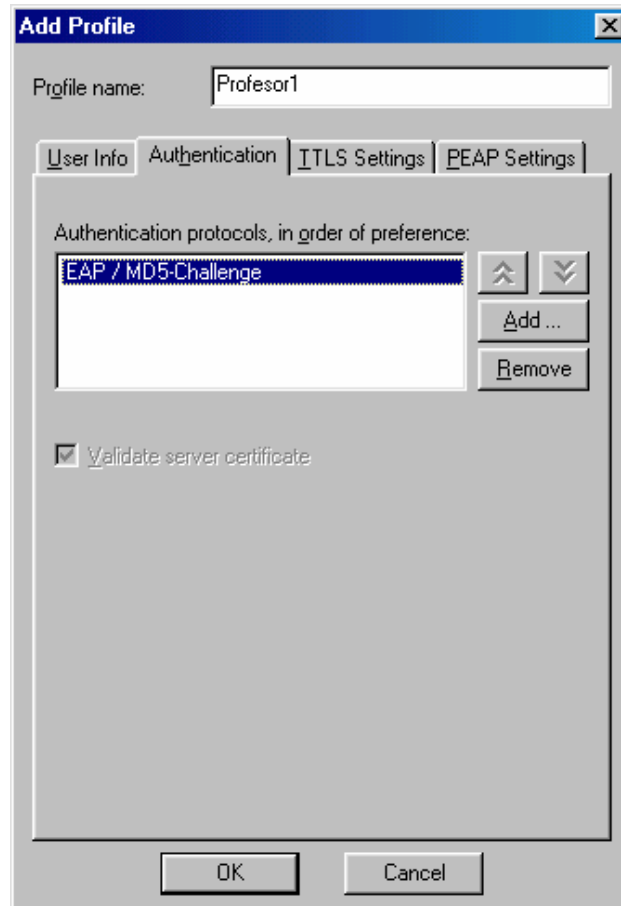 Add Profile
Profile name: Profesor1
User Info Authentication TTLS Settings PEAP Settings
Authentication protocols, in order of preference:
EAP / MD5-Challenge
Add ...
Remove
Validate server certificate
OK Cancel